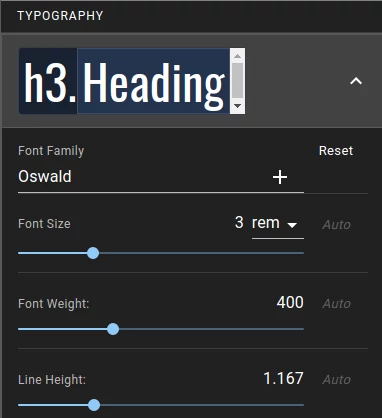 TYPOGRAPHY
h3. Heading
Font Family
Reset
Oswald
Font Size
3 rem
Auto
Font Weight:
400
Auto
Line Height:
1.167
Auto